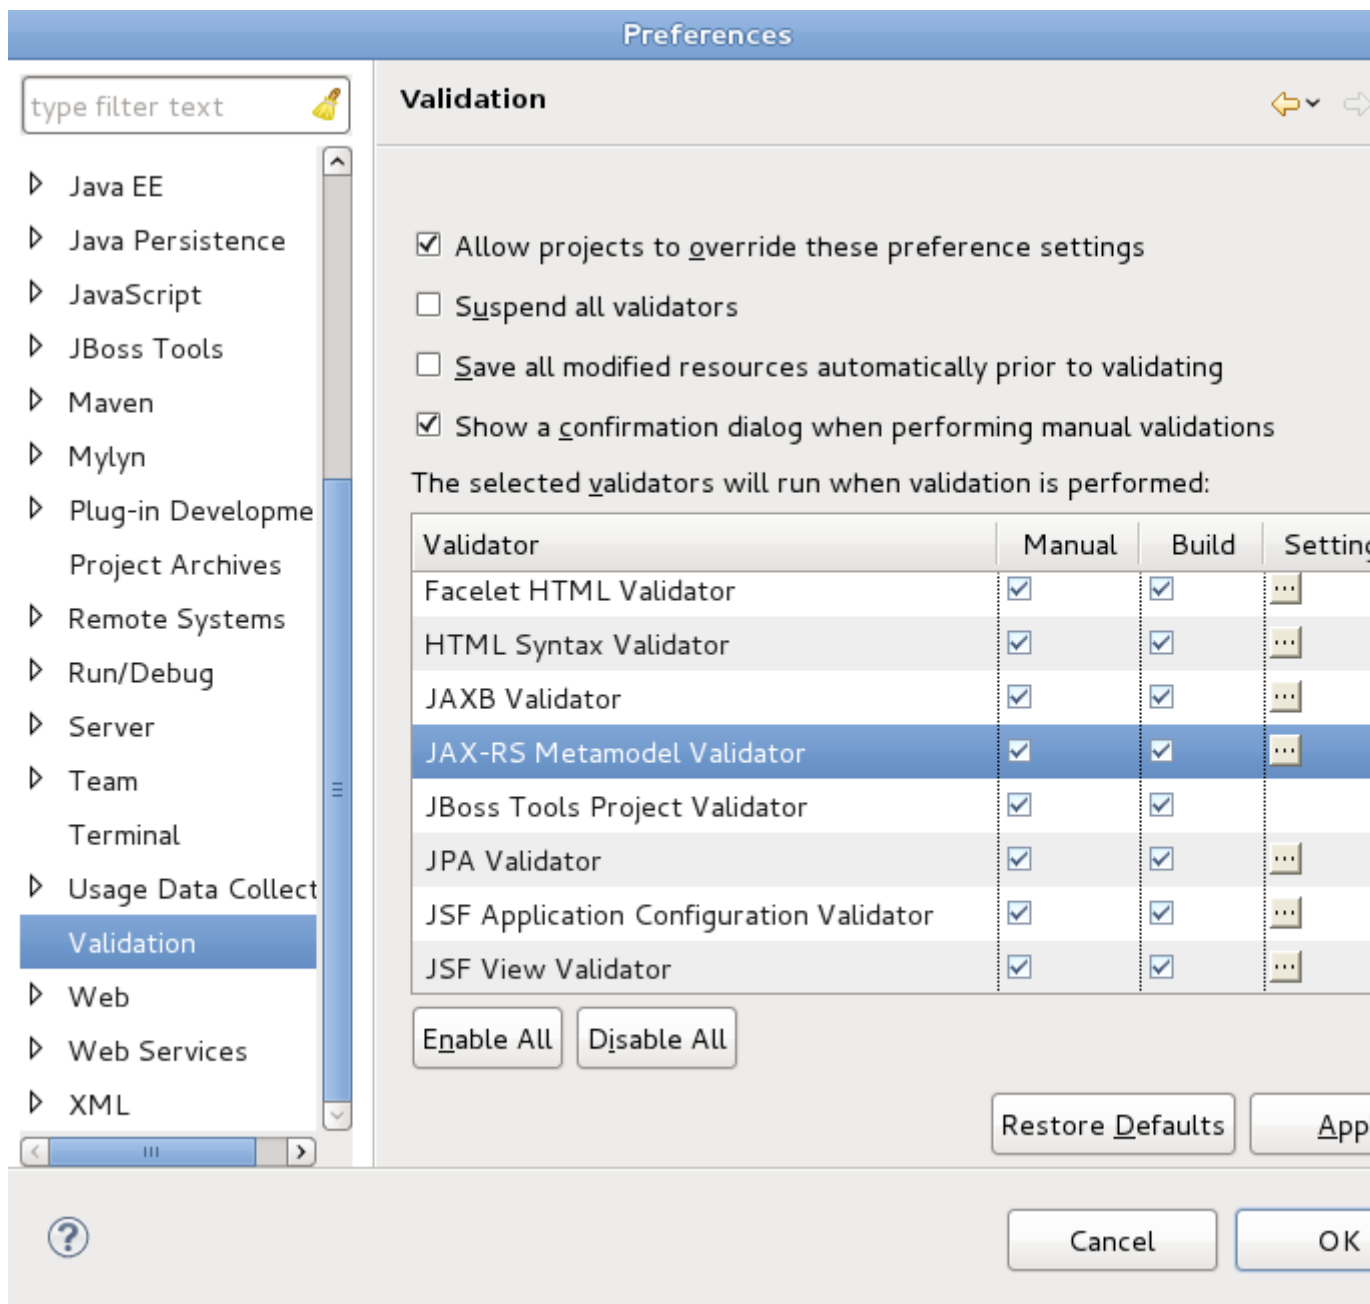 Preferences
type filter text
Validation
Java EE
Java Persistence
JavaScript
JBoss Tools
Maven
Mylyn
Plug-in Developme
Project Archives
Remote Systems
Run/Debug
Server
Team
Terminal
Usage Data Collect
Validation
Web
Web Services
XML
Allow projects to override these preference settings
Suspend all validators
Save all modified resources automatically prior to validating
Show a confirmation dialog when performing manual validations
The selected validators will run when validation is performed:
Validator Manual Build Setting
Facelet HTML Validator ...
HTML Syntax Validator ...
JAXB Validator ...
JAX-RS Metamodel Validator ...
JBoss Tools Project Validator
JPA Validator ...
JSF Application Configuration Validator ...
JSF View Validator ...
Enable All Disable All
Restore Defaults App
? Cancel OK